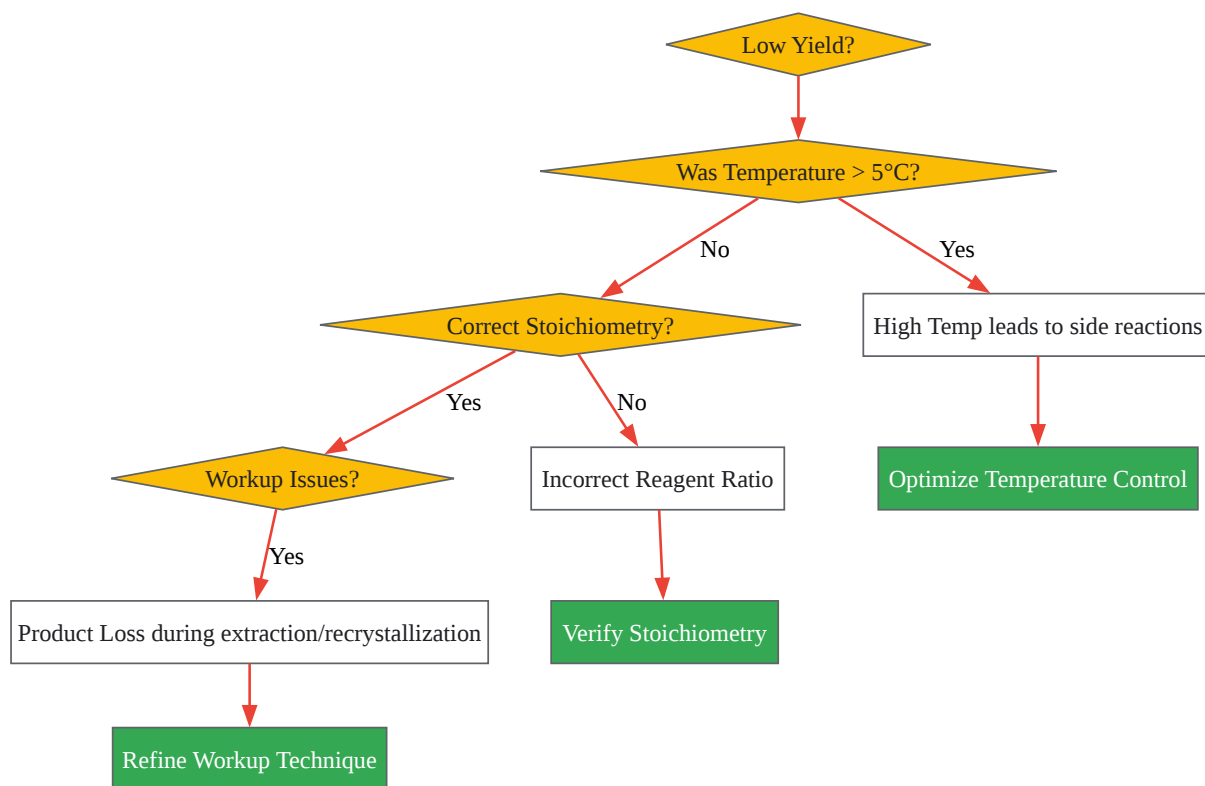 Low Yield?
Was Temperature > 5°C?
No
Yes
Correct Stoichiometry?
High Temp leads to side reactions
Yes
No
Workup Issues?
Incorrect Reagent Ratio
Optimize Temperature Control
Yes
Product Loss during extraction/recrystallization
Verify Stoichiometry
Refine Workup Technique